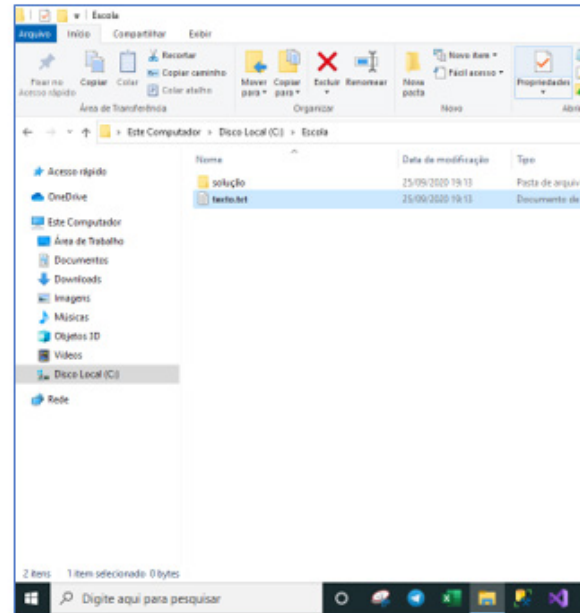 Escola
Arquivo Início Compartilhar Exibir
Fixar no Acesso rápido
Copiar
Colar
Recortar
Copiar caminho
Colar atalho
Mover para
Copiar para
Excluir
Renomear
Nova pasta
Novo item
Fácil acesso
Propriedades
Área de Transferência Organizar Novo
Este Computador > Disco Local (C:) > Escola
Nome Data de modificação Tipo
solução 25/09/2020 19:13 Pasta de arquiv
texto.txt 25/09/2020 19:13 Documento de
Acesso rápido
OneDrive
Este Computador
Área de Trabalho
Documentos
Downloads
Imagens
Músicas
Objetos 3D
Vídeos
Disco Local (C:)
Rede
2 itens 1 item selecionado 0 bytes
Digite aqui para pesquisar